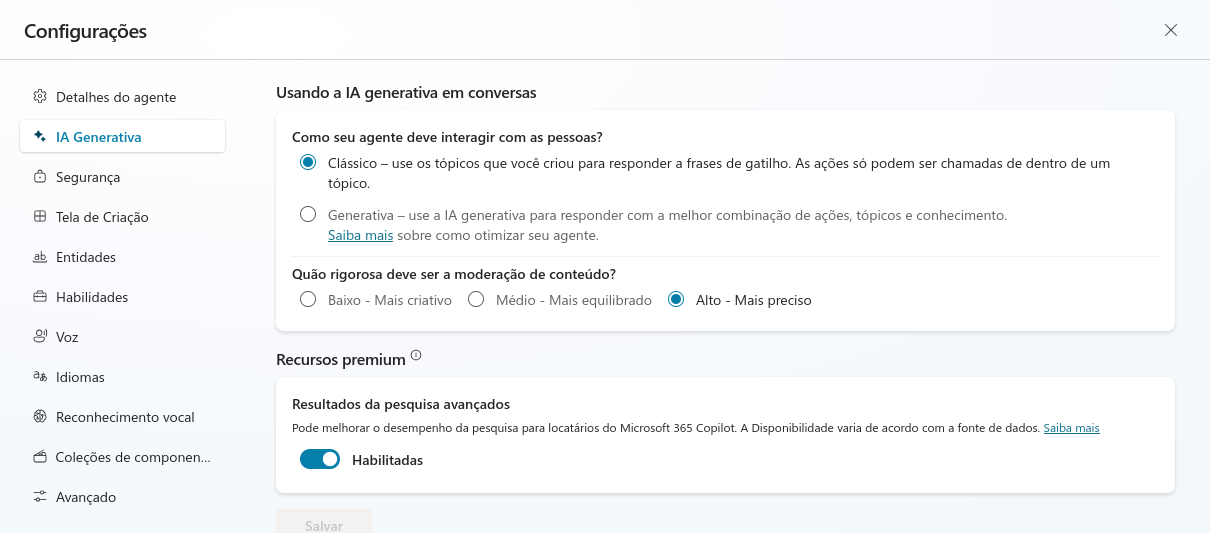 Configurações
Detalhes do agente
IA Generativa
Segurança
Tela de Criação
Entidades
Habilidades
Voz
Idiomas
Reconhecimento vocal
Coleções de componen...
Avançado
Usando a IA generativa em conversas
Como seu agente deve interagir com as pessoas?
Clássico – use os tópicos que você criou para responder a frases de gatilho. As ações só podem ser chamadas de dentro de um
tópico.
Generativa – use a IA generativa para responder com a melhor combinação de ações, tópicos e conhecimento.
Saiba mais sobre como otimizar seu agente.
Quão rigorosa deve ser a moderação de conteúdo?
Baixo - Mais criativo Médio - Mais equilibrado Alto - Mais preciso
Recursos premium
Resultados da pesquisa avançados
Pode melhorar o desempenho da pesquisa para locatários do Microsoft 365 Copilot. A Disponibilidade varia de acordo com a fonte de dados. Saiba mais
Habilitadas
Salvar